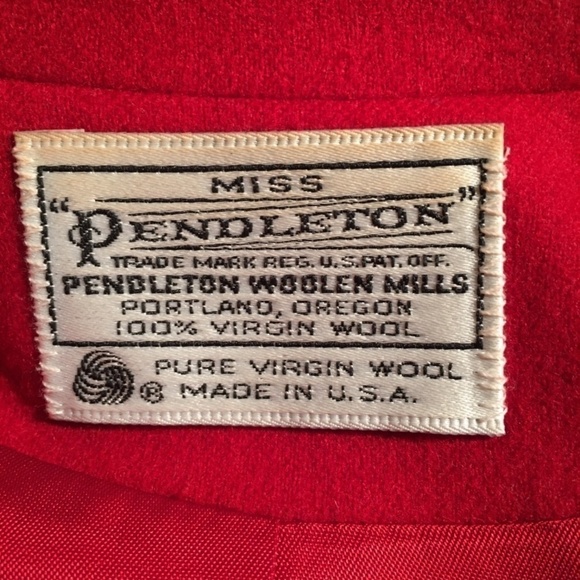 MISS
"PENDLETON"
TRADE MARK REG. U.S. PAT. OFF.
PENDLETON WOOLEN MILLS
PORTLAND, OREGON
100% VIRGIN WOOL
PURE VIRGIN WOOL
® MADE IN U.S.A.